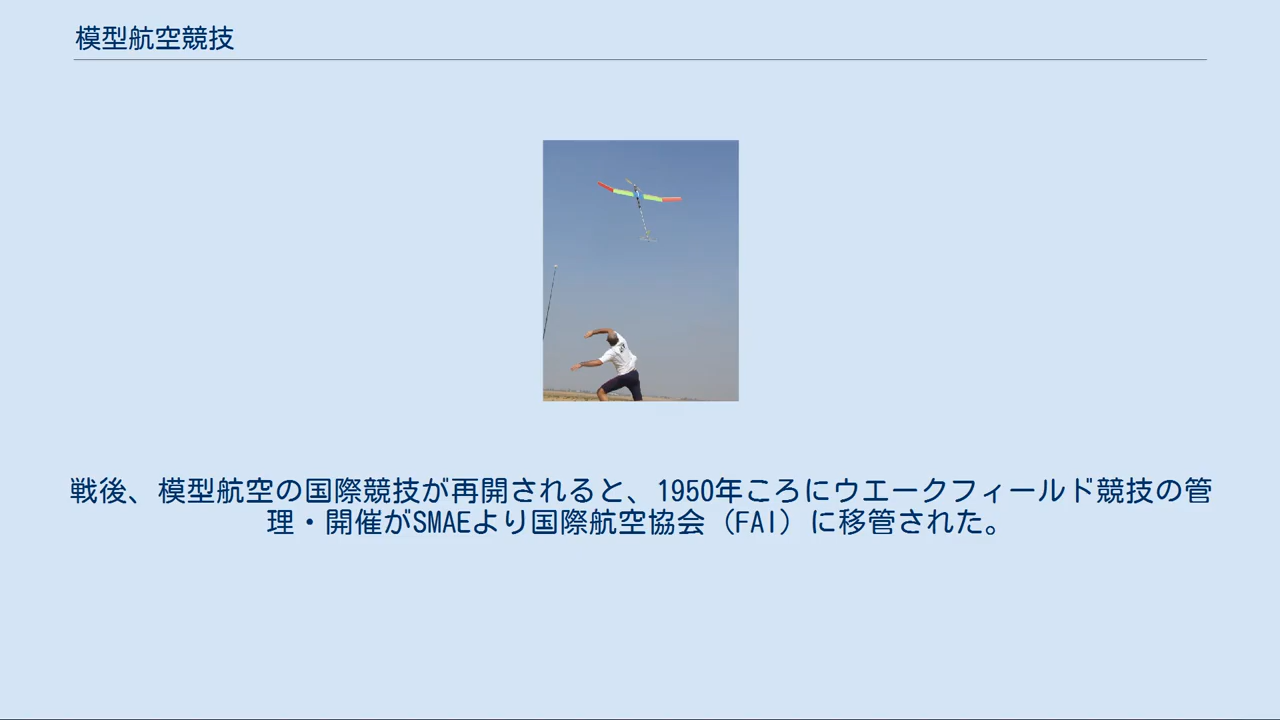 模型航空競技
戦後、模型航空の国際競技が再開されると、1950年ころにウエークフィールド競技の管
理・開催がSMAEより国際航空協会（FAI）に移管された。